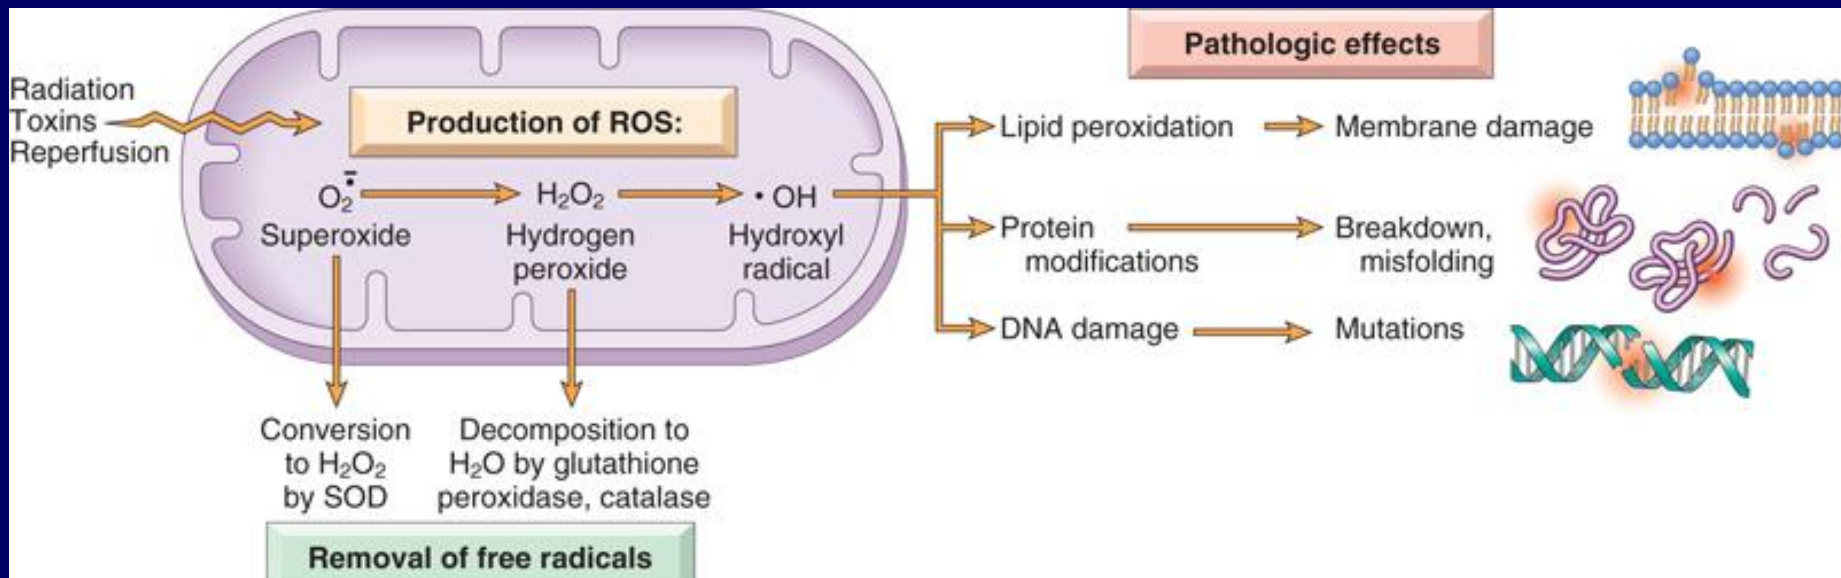 Radiation
Toxins
Reperfusion
Production of ROS:
O₂•̄
Superoxide
H₂O₂
Hydrogen
peroxide
• OH
Hydroxyl
radical
Conversion
to H₂O₂
by SOD
Decomposition to
H₂O by glutathione
peroxidase, catalase
Removal of free radicals
Pathologic effects
Lipid peroxidation
Membrane damage
Protein
modifications
Breakdown,
misfolding
DNA damage
Mutations